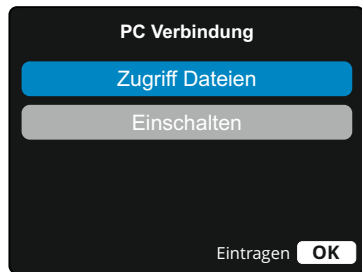 PC Verbindung
Zugriff Dateien
Einschalten
Eintragen OK